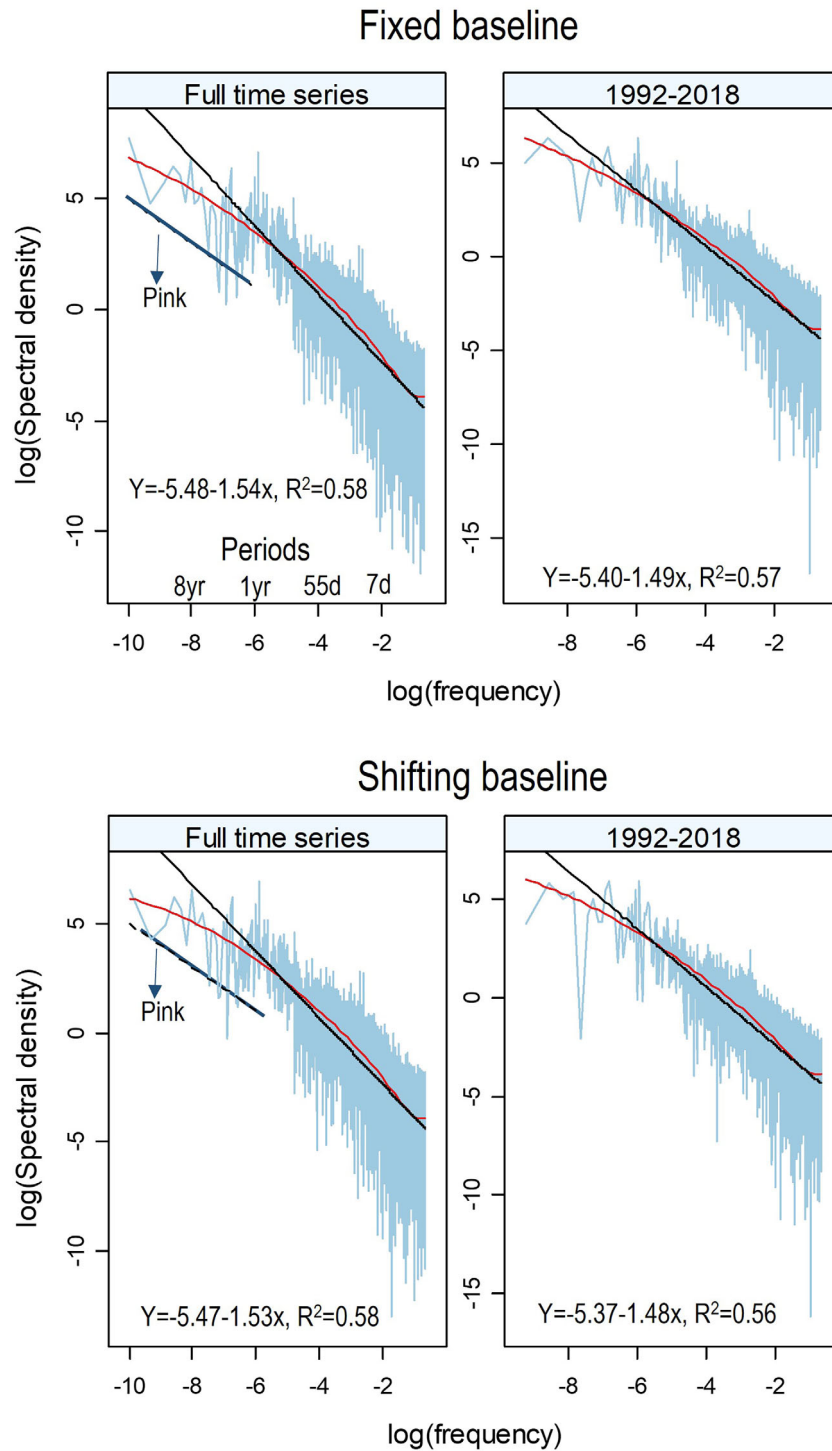 Fixed baseline
Full time series
1992-2018
log(Spectral density)
5
0
-5
-10
Pink
Y=-5.48-1.54x, R²=0.58
Periods
8yr 1yr 55d 7d
-10 -8 -6 -4 -2
5
0
-5
-10
-15
Y=-5.40-1.49x, R²=0.57
-8 -6 -4 -2
log(frequency)
Shifting baseline
Full time series
1992-2018
log(Spectral density)
5
0
-5
-10
Pink
Y=-5.47-1.53x, R²=0.58
-10 -8 -6 -4 -2
5
0
-5
-10
-15
Y=-5.37-1.48x, R²=0.56
-8 -6 -4 -2
log(frequency)